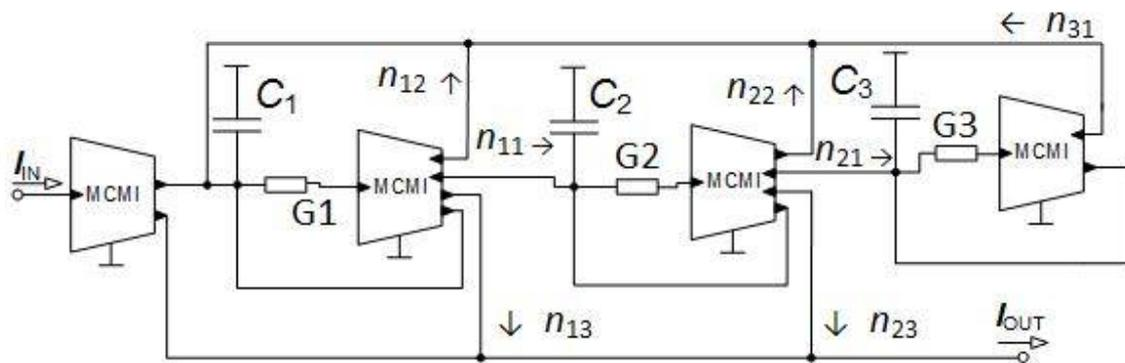 ← n31
n12 ↑
C1
C2
n22 ↑
C3
n11 →
G2
n21 →
G3
IIN
MCMI
G1
MCMI
MCMI
MCMI
↓ n13
↓ n23
IOUT